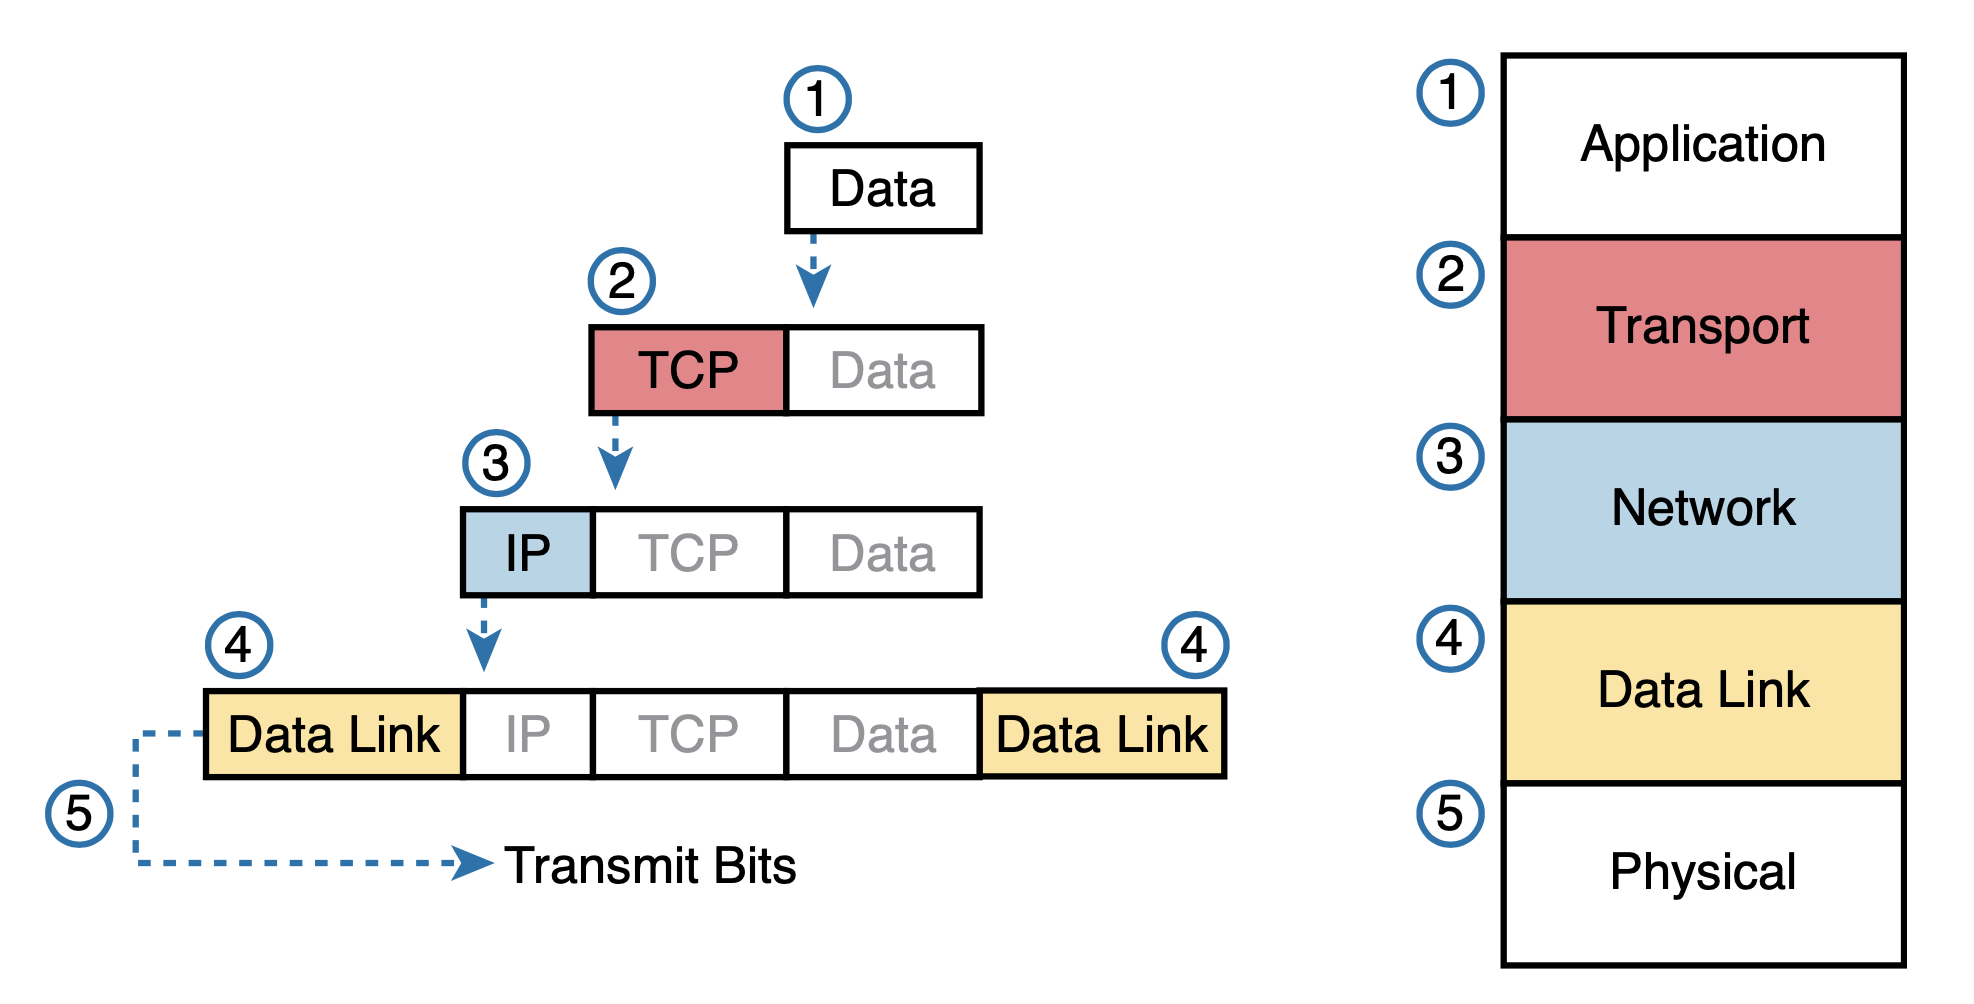 1
Data
2
TCP Data
3
IP TCP Data
4 4
Data Link IP TCP Data Data Link
5
Transmit Bits
1
Application
2
Transport
3
Network
4
Data Link
5
Physical